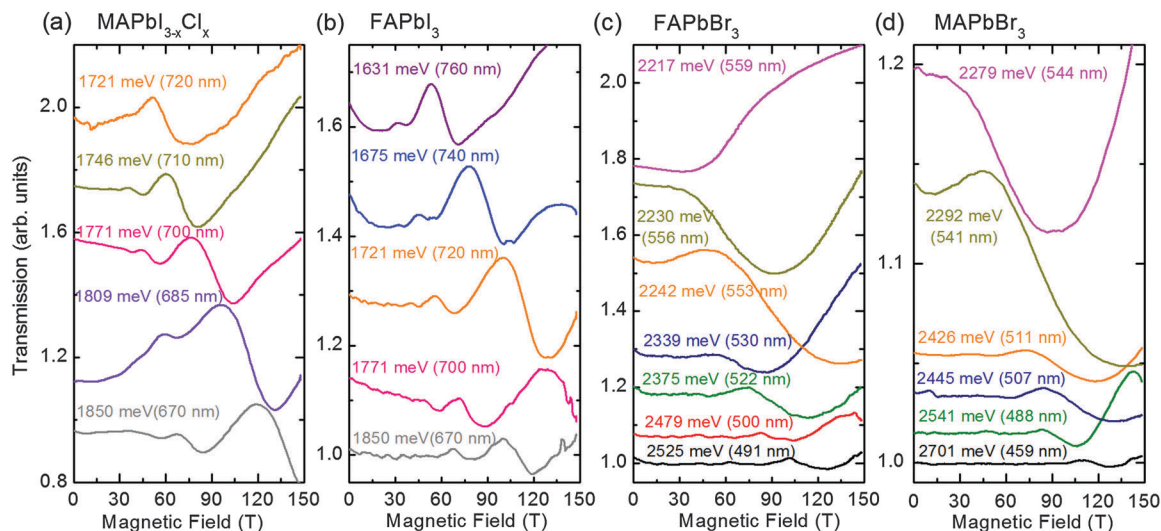 (a) MAPbI3-xClx
Transmission (arb. units)
2.0
1.6
1.2
0.8
1721 meV (720 nm)
1746 meV (710 nm)
1771 meV (700 nm)
1809 meV (685 nm)
1850 meV(670 nm)
0 30 60 90 120 150
Magnetic Field (T)
(b) FAPbI3
1.6
1.4
1.2
1.0
1631 meV (760 nm)
1675 meV (740 nm)
1721 meV (720 nm)
1771 meV (700 nm)
1850 meV(670 nm)
0 30 60 90 120 150
Magnetic Field (T)
(c) FAPbBr3
2.0
1.8
1.6
1.4
1.2
1.0
2217 meV (559 nm)
2230 meV
(556 nm)
2242 meV (553 nm)
2339 meV (530 nm)
2375 meV (522 nm)
2479 meV (500 nm)
2525 meV (491 nm)
0 30 60 90 120 150
Magnetic Field (T)
(d) MAPbBr3
1.2
1.1
1.0
2279 meV (544 nm)
2292 meV
(541 nm)
2426 meV (511 nm)
2445 meV (507 nm)
2541 meV (488 nm)
2701 meV (459 nm)
0 30 60 90 120 150
Magnetic Field (T)